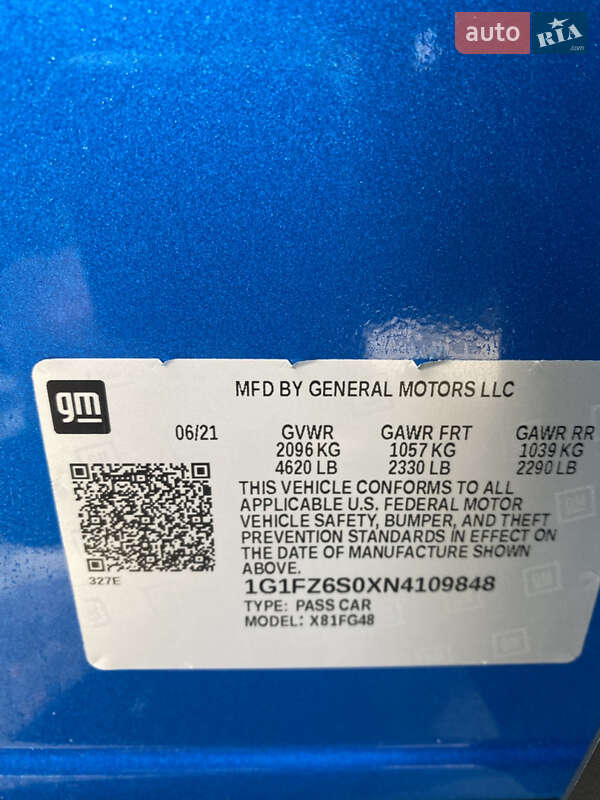 auto RIA .com
MFD BY GENERAL MOTORS LLC
gm
06/21 GVWR GAWR FRT GAWR RR
2096 KG 1057 KG 1039 KG
4620 LB 2330 LB 2290 LB
THIS VEHICLE CONFORMS TO ALL
APPLICABLE U.S. FEDERAL MOTOR
VEHICLE SAFETY, BUMPER, AND THEFT
PREVENTION STANDARDS IN EFFECT ON
THE DATE OF MANUFACTURE SHOWN
ABOVE.
327E
1G1FZ6S0XN4109848
TYPE: PASS CAR
MODEL: X81FG48